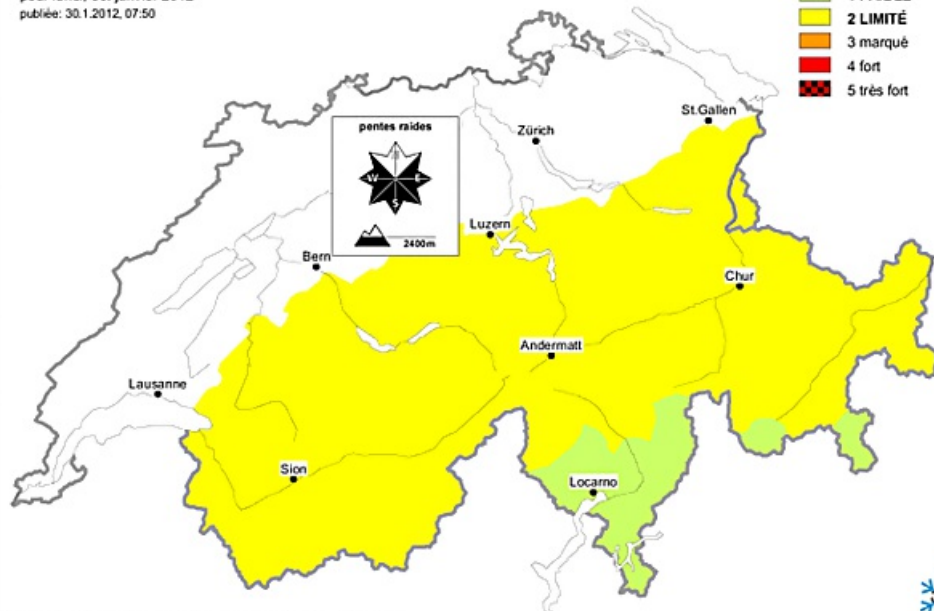 publiée: 30.1.2012, 07:50
2 LIMITÉ
3 marqué
4 fort
5 très fort
St.Gallen
Zürich
pentes raides
W
E
S
2400m
Luzern
Bern
Chur
Andermatt
Lausanne
Sion
Locarno